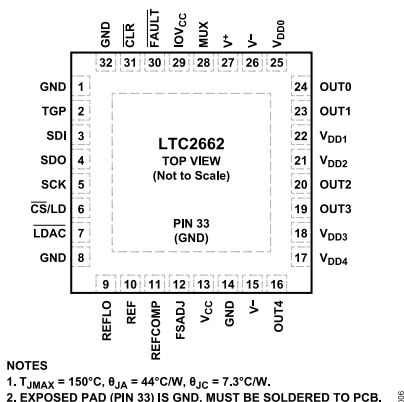 GND
C̅L̅R̅
F̅A̅U̅L̅T̅
IOVCC
MUX
V+
V–
VDD0
32 31 30 29 28 27 26 25
GND 1
TGP 2
SDI 3
SDO 4
SCK 5
C̅S̅/LD 6
L̅D̅A̅C̅ 7
GND 8
LTC2662
TOP VIEW
(Not to Scale)
PIN 33
(GND)
24 OUT0
23 OUT1
22 VDD1
21 VDD2
20 OUT2
19 OUT3
18 VDD3
17 VDD4
9 10 11 12 13 14 15 16
REFLO
REF
REFCOMP
FSADJ
VCC
GND
V–
OUT4
NOTES
1. TJMAX = 150°C, θJA = 44°C/W, θJC = 7.3°C/W.
2. EXPOSED PAD (PIN 33) IS GND, MUST BE SOLDERED TO PCB.
006